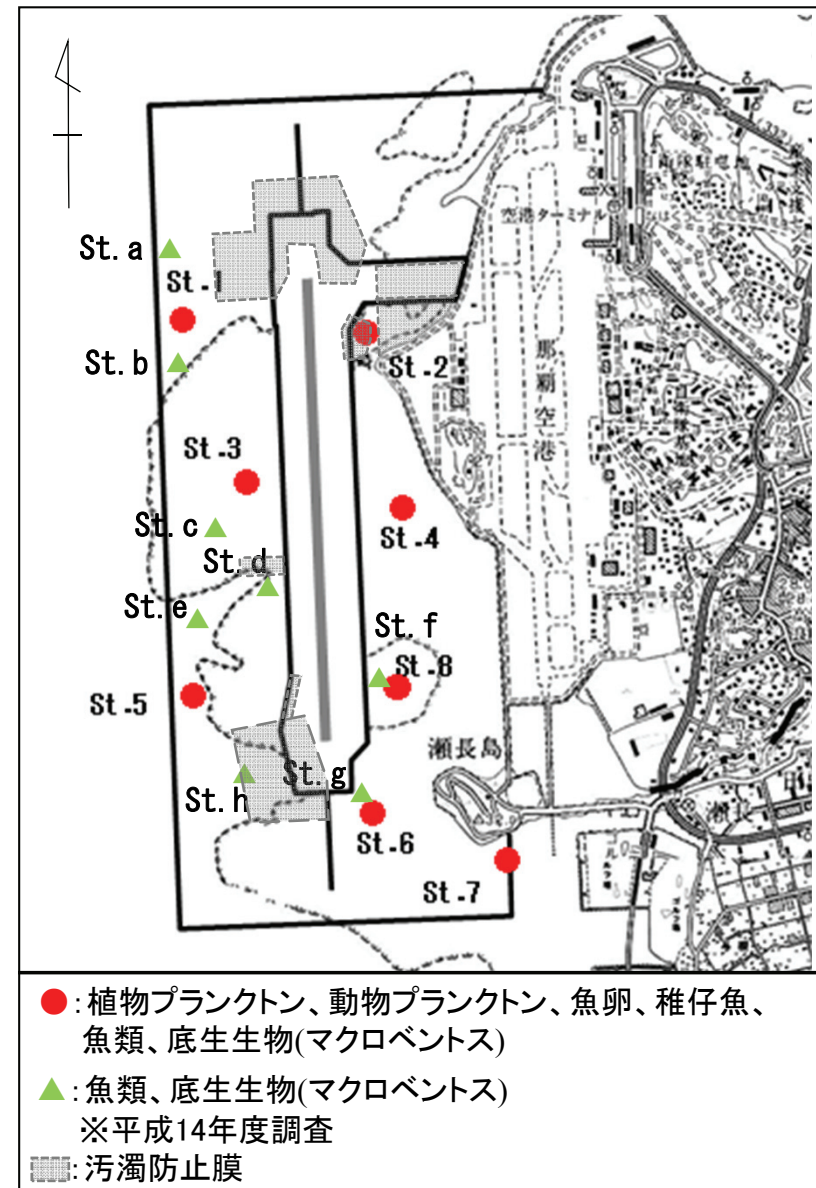 空港ターミナル
St. a
St. 1
St. b
St. 2
那覇空港
St. 3
St. c
St. 4
St. d
St. e
St. f
St. 8
St. 5
瀬長島
St. g
St. h
St. 6
瀬長
St. 7
:植物プランクトン、動物プランクトン、魚卵、稚仔魚、
魚類、底生生物(マクロベントス)
:魚類、底生生物(マクロベントス)
※平成14年度調査
:汚濁防止膜